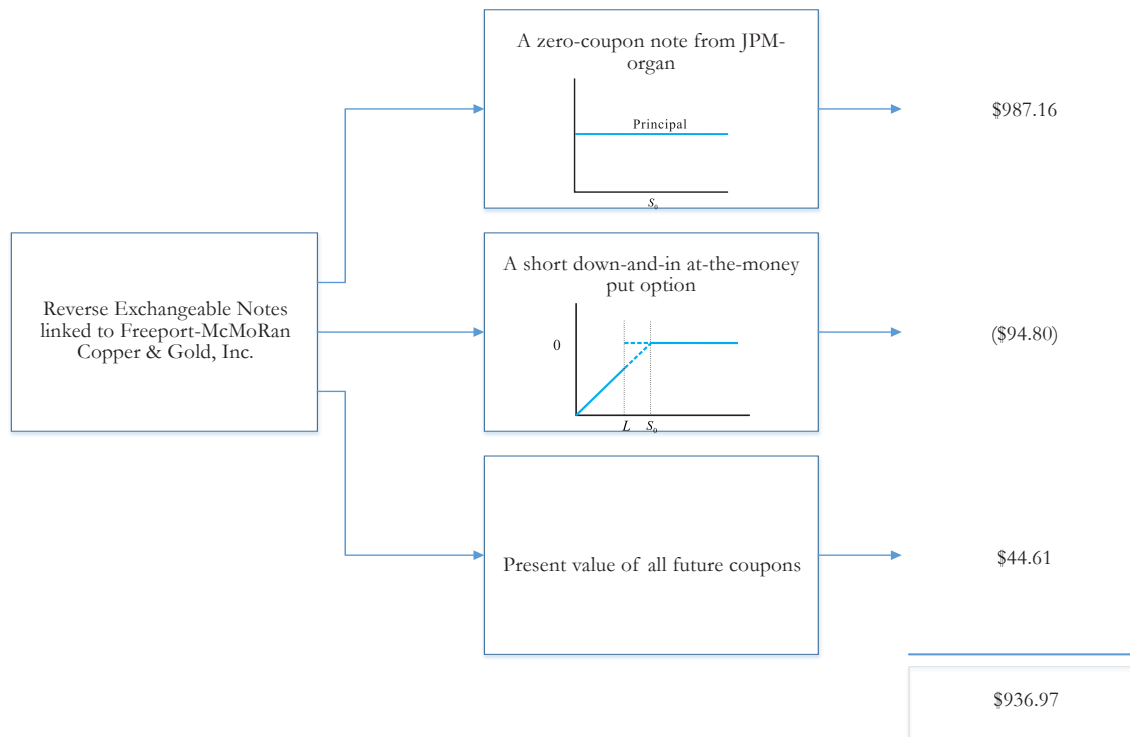 A zero-coupon note from JPM-
organ
Principal
S₀
$987.16
Reverse Exchangeable Notes
linked to Freeport-McMoRan
Copper & Gold, Inc.
A short down-and-in at-the-money
put option
0
L S₀
($94.80)
Present value of all future coupons
$44.61
$936.97